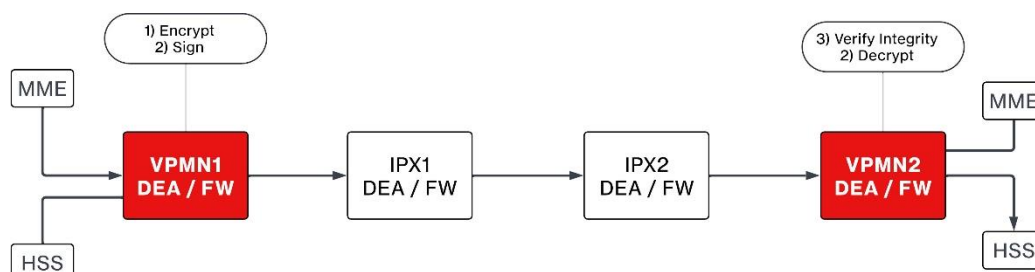 1) Encrypt
2) Sign
3) Verify Integrity
2) Decrypt
MME
MME
VPMN1
DEA / FW
IPX1
DEA / FW
IPX2
DEA / FW
VPMN2
DEA / FW
HSS
HSS